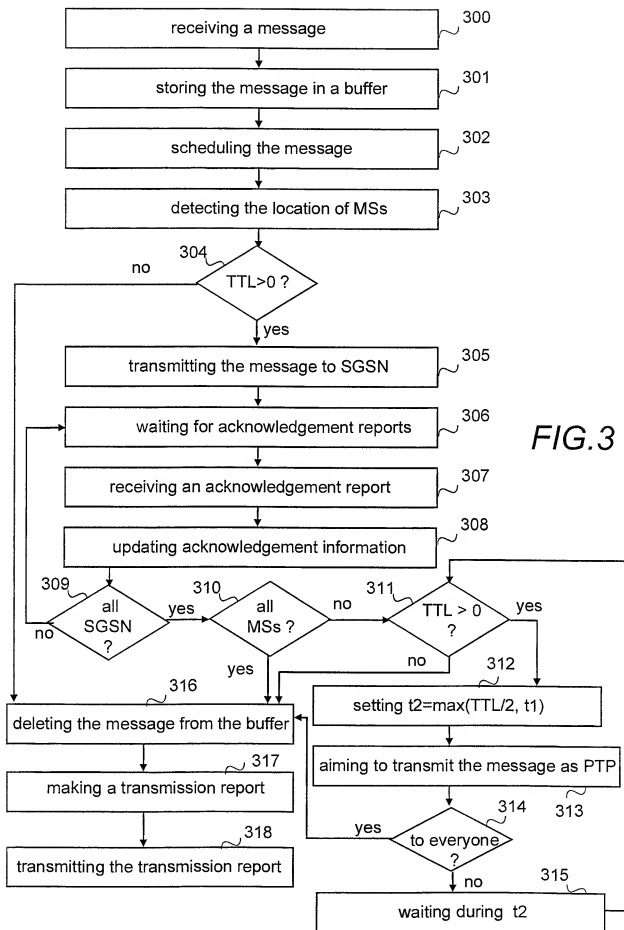 receiving a message
300
storing the message in a buffer
301
scheduling the message
302
detecting the location of MSs
303
304
no
TTL>0 ?
yes
transmitting the message to SGSN
305
waiting for acknowledgement reports
306
FIG.3
receiving an acknowledgement report
307
updating acknowledgement information
308
309
all
SGSN
?
yes
no
310
all
MSs ?
no
yes
311
TTL > 0
?
yes
no
312
setting t2=max(TTL/2, t1)
316
deleting the message from the buffer
aiming to transmit the message as PTP
313
317
making a transmission report
314
to everyone
?
yes
no
318
transmitting the transmission report
315
waiting during t2